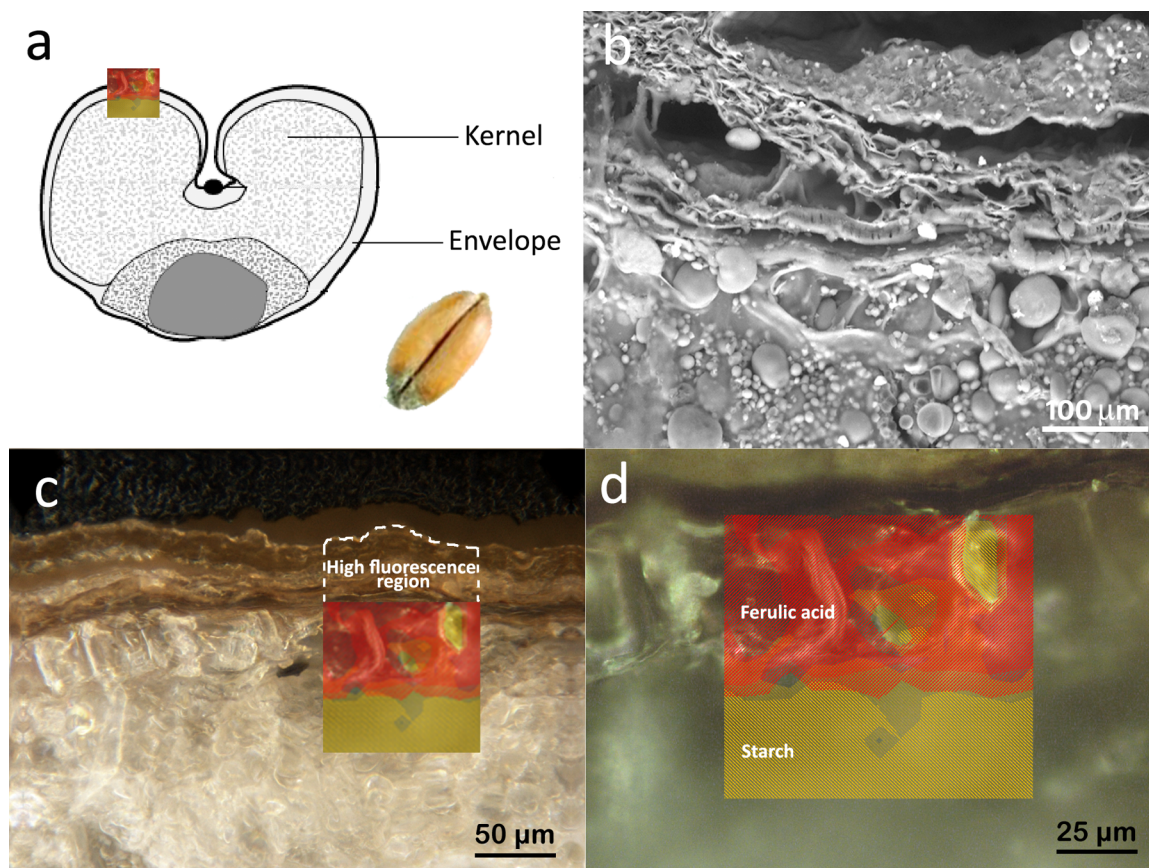 a
Kernel
Envelope
b
100 μm
c
High fluorescence
region
50 μm
d
Ferulic acid
Starch
25 μm